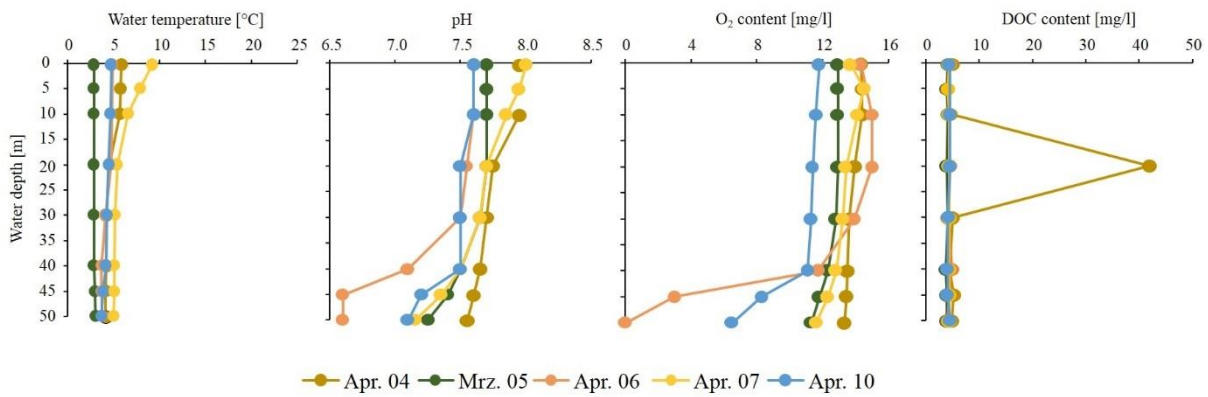 Water temperature [°C]
pH
O₂ content [mg/l]
DOC content [mg/l]
0 5 10 15 20 25
6.5 7.0 7.5 8.0 8.5
0 4 8 12 16
0 10 20 30 40 50
Water depth [m]
0
5
10
20
30
35
40
45
50
Apr. 04 Mrz. 05 Apr. 06 Apr. 07 Apr. 10